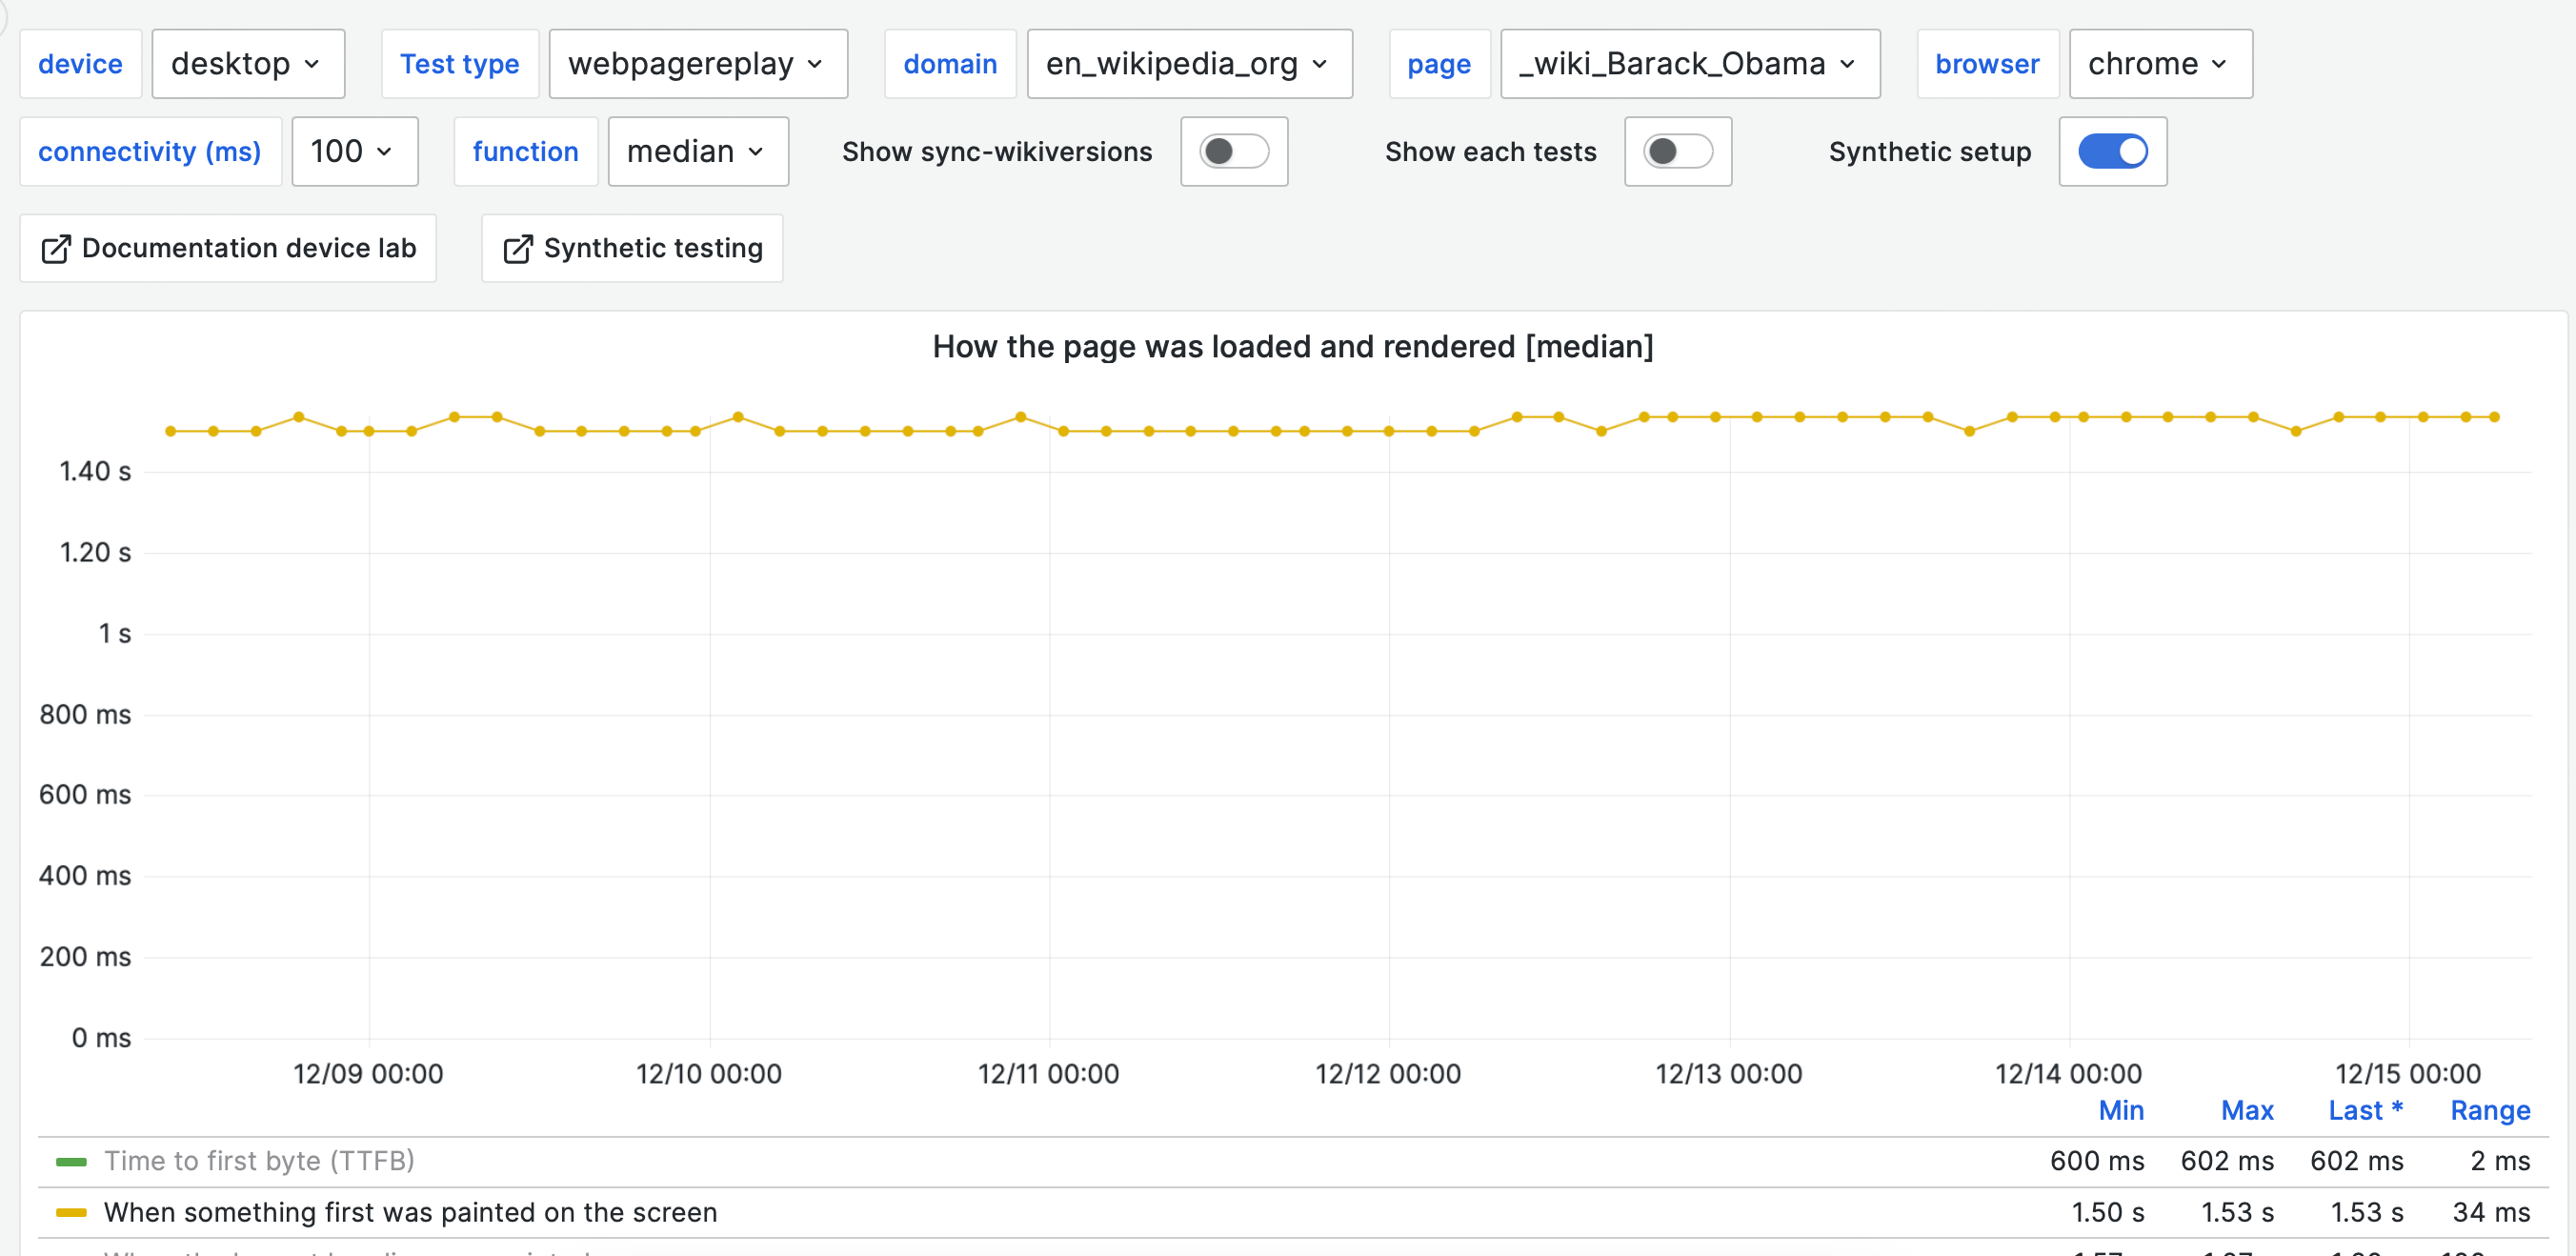 device desktop Test type webpagereplay domain en_wikipedia_org page _wiki_Barack_Obama browser chrome
connectivity (ms) 100 function median Show sync-wikiversions Show each tests Synthetic setup
Documentation device lab Synthetic testing
How the page was loaded and rendered [median]
1.40 s
1.20 s
1 s
800 ms
600 ms
400 ms
200 ms
0 ms
12/09 00:00 12/10 00:00 12/11 00:00 12/12 00:00 12/13 00:00 12/14 00:00 12/15 00:00
Min Max Last * Range
Time to first byte (TTFB) 600 ms 602 ms 602 ms 2 ms
When something first was painted on the screen 1.50 s 1.53 s 1.53 s 34 ms